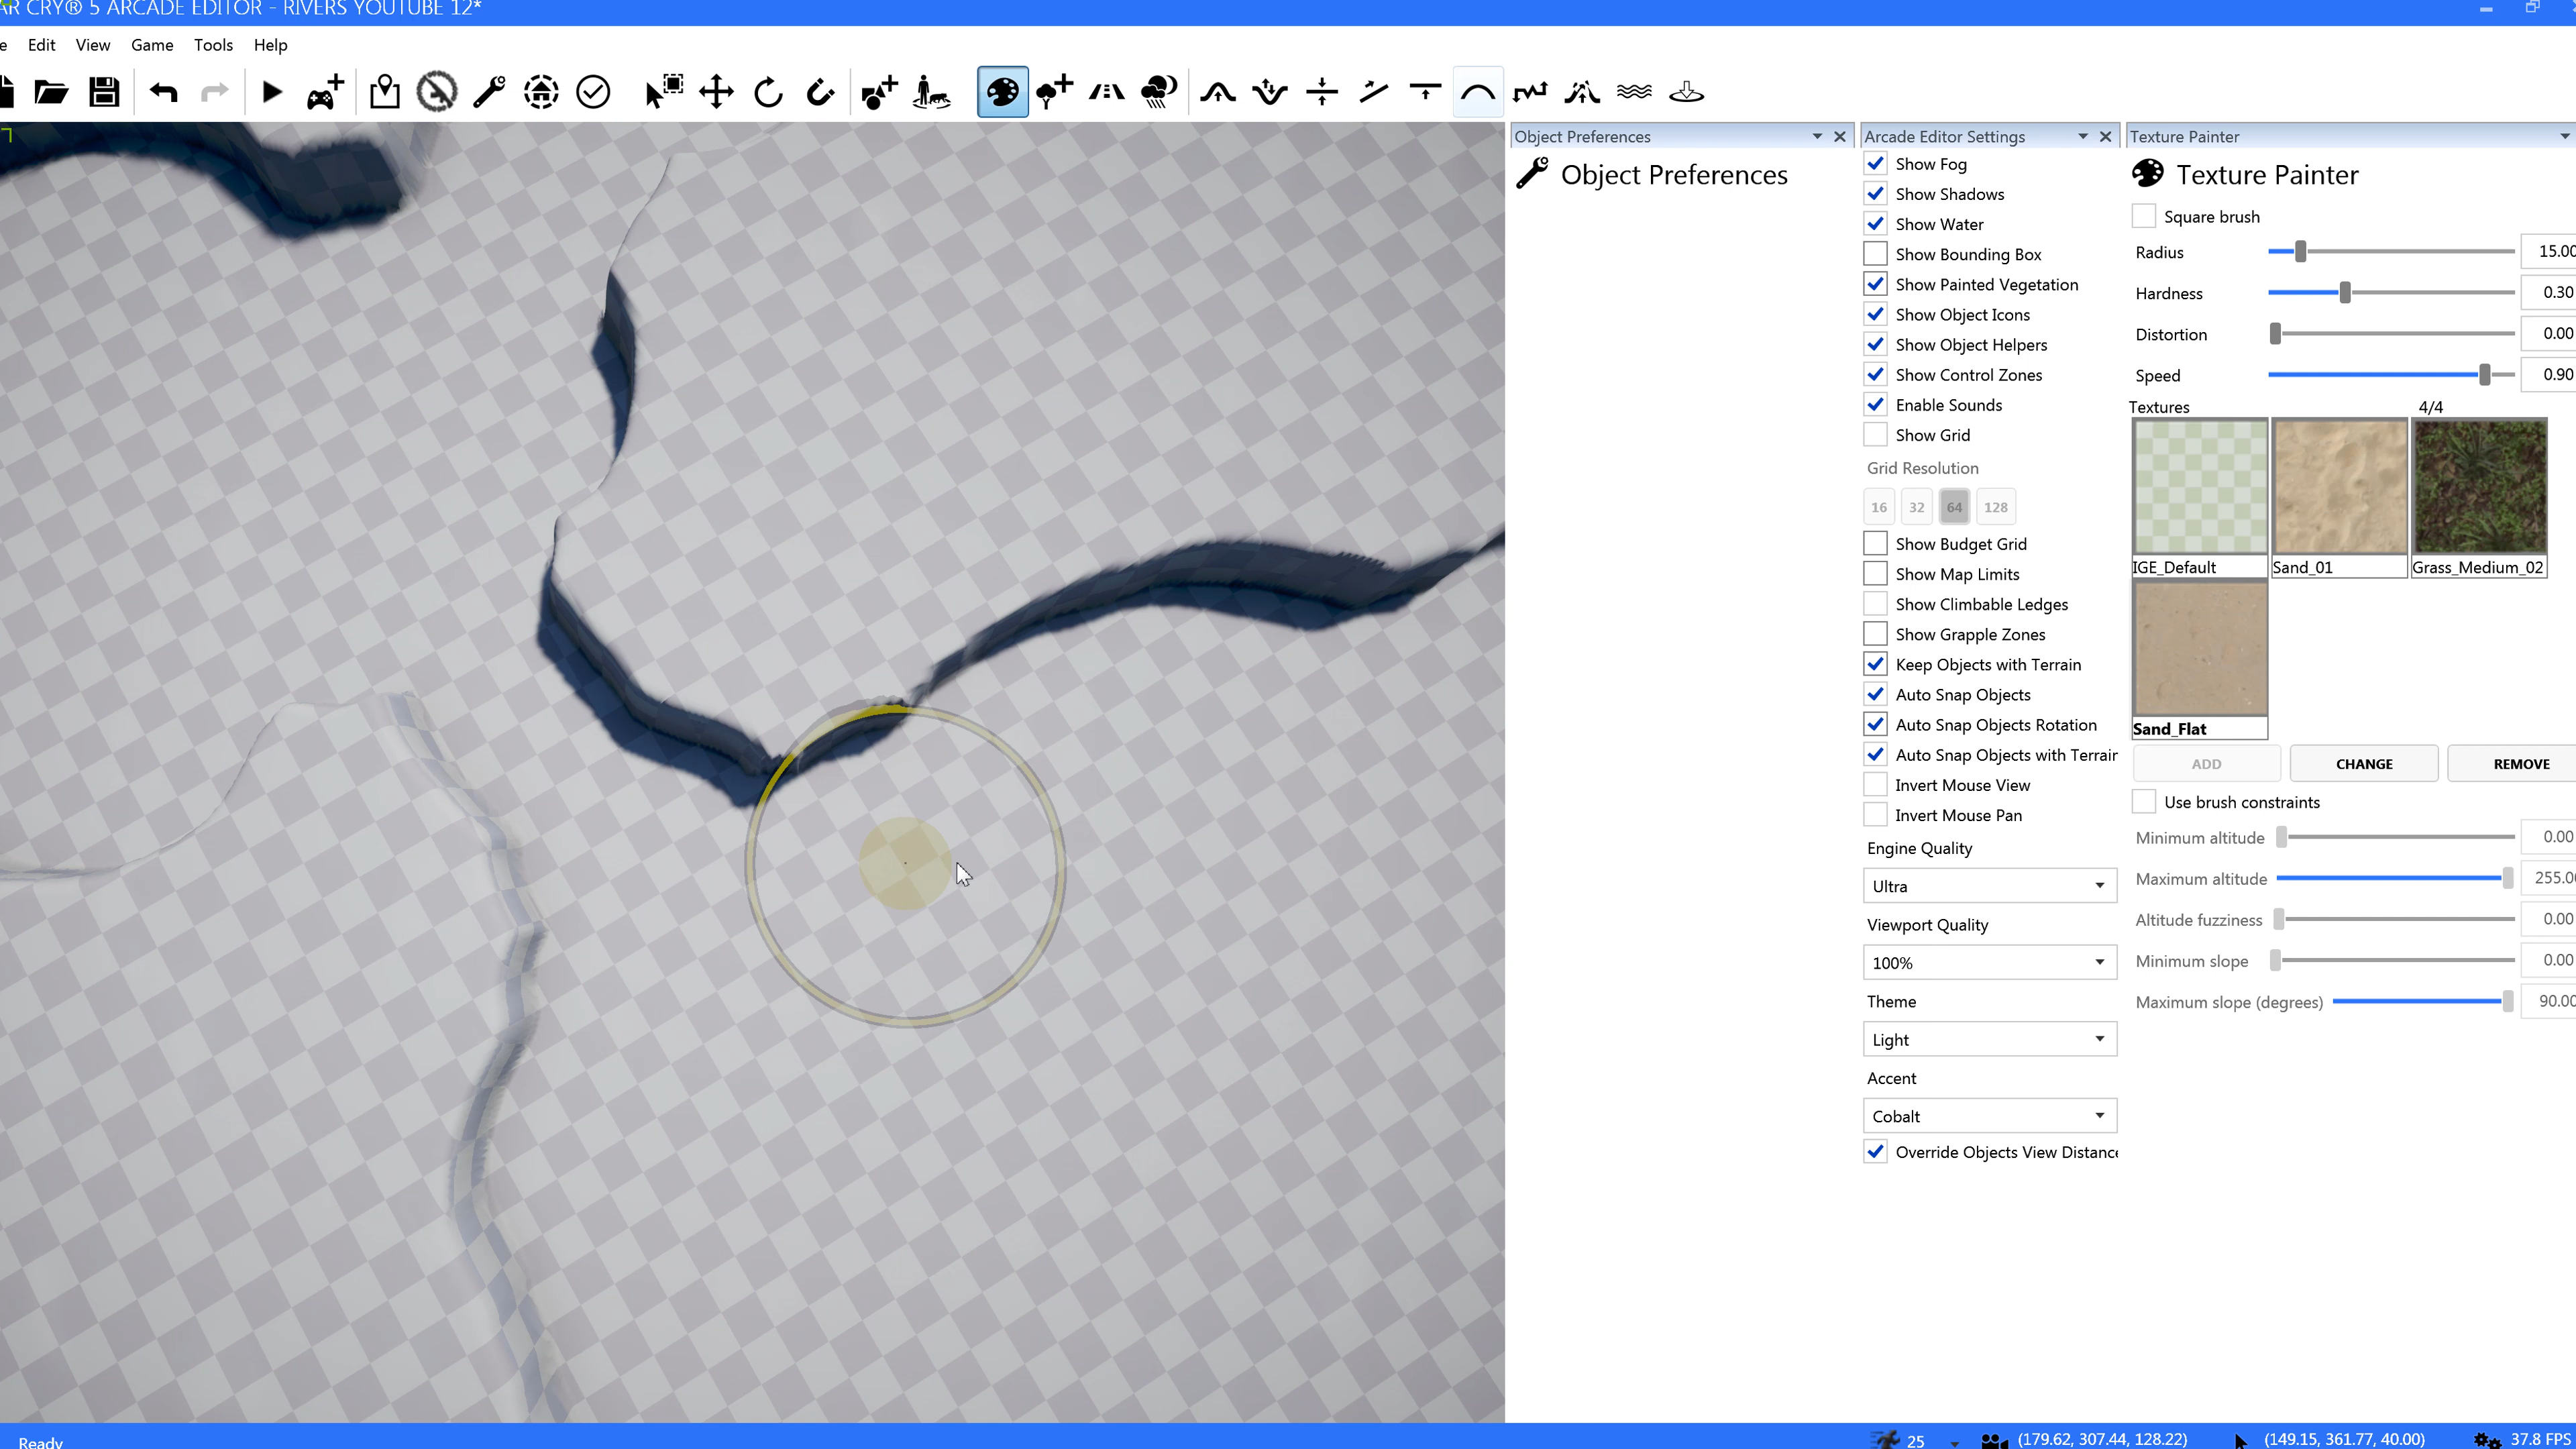 AR CRY® 5 ARCADE EDITOR - RIVERS YOUTUBE 12*
e Edit View Game Tools Help
Object Preferences
Object Preferences
Arcade Editor Settings
Show Fog
Show Shadows
Show Water
Show Bounding Box
Show Painted Vegetation
Show Object Icons
Show Object Helpers
Show Control Zones
Enable Sounds
Show Grid
Grid Resolution
16 32 64 128
Show Budget Grid
Show Map Limits
Show Climbable Ledges
Show Grapple Zones
Keep Objects with Terrain
Auto Snap Objects
Auto Snap Objects Rotation
Auto Snap Objects with Terrain
Invert Mouse View
Invert Mouse Pan
Engine Quality
Ultra
Viewport Quality
100%
Theme
Light
Accent
Cobalt
Override Objects View Distance
Texture Painter
Texture Painter
Square brush
Radius 15.00
Hardness 0.30
Distortion 0.00
Speed 0.90
Textures 4/4
IGE_Default Sand_01 Grass_Medium_02
Sand_Flat
ADD CHANGE REMOVE
Use brush constraints
Minimum altitude 0.00
Maximum altitude 255.0
Altitude fuzziness 0.00
Minimum slope 0.00
Maximum slope (degrees) 90.00
Ready 25 (179.62, 307.44, 128.22) (149.15, 361.77, 40.00) 37.8 FPS